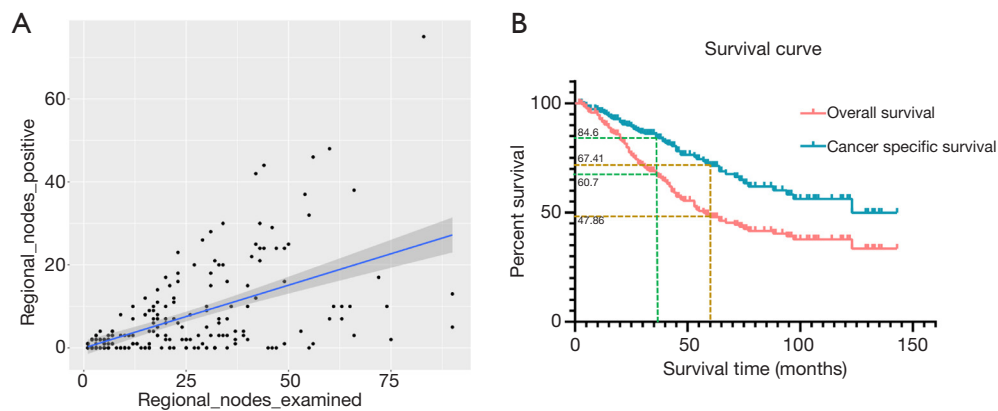 A
Regional_nodes_positive
60
40
20
0
0
25
50
75
Regional_nodes_examined
B
Survival curve
Percent survival
100
50
0
84.6
67.41
60.7
47.86
Overall survival
Cancer specific survival
0
50
100
150
Survival time (months)